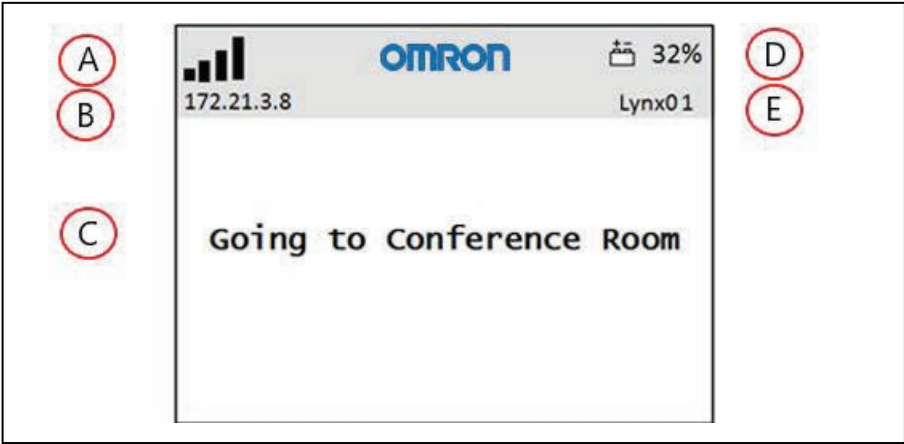 A
OMRON
32%
D
B
172.21.3.8
Lynx01
E
C
Going to Conference Room